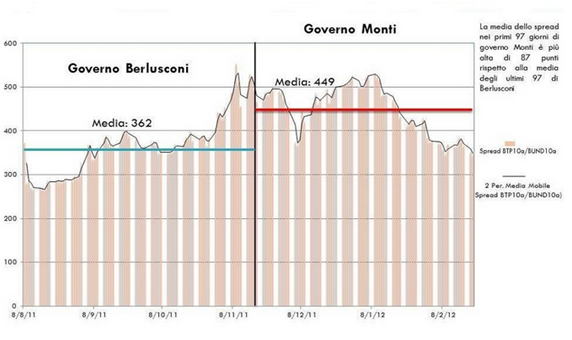 Governo Monti
Governo Berlusconi
La media dello spread
nei primi 97 giorni di
governo Monti è più
alta di 87 punti
rispetto alla media
degli ultimi 97 di
Berlusconi
Media: 449
Media: 362
600
500
400
300
200
100
0
8/8/11
8/9/11
8/10/11
8/11/11
8/12/11
8/1/12
8/2/12
Spread BTP10a/BUND10a
2 Per. Media Mobile
Spread BTP10a/BUND10a)